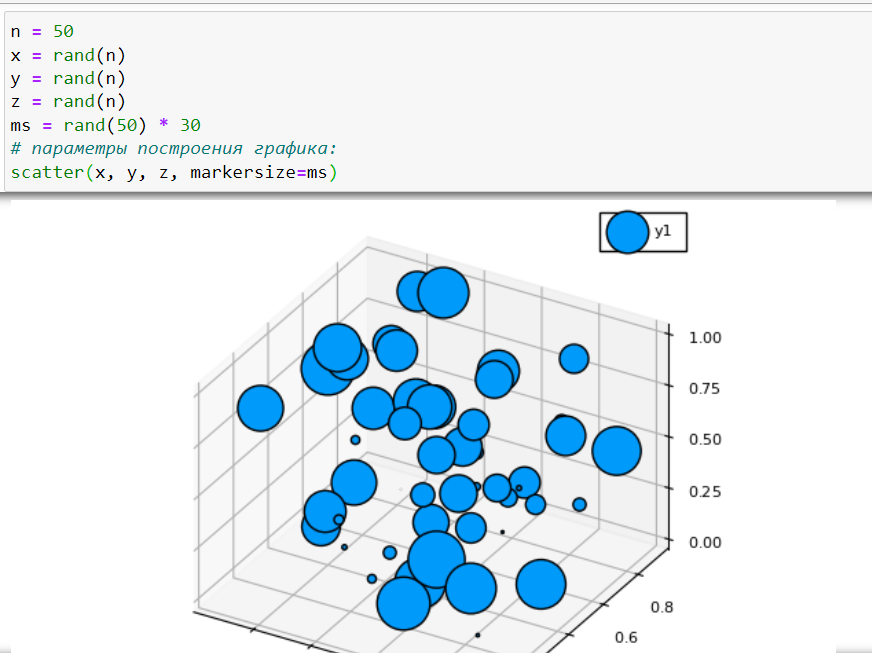 n = 50
x = rand(n)
y = rand(n)
z = rand(n)
ms = rand(50) * 30
# параметры построения графика:
scatter(x, y, z, markersize=ms)
y1
1.00
0.75
0.50
0.25
0.00
0.8
0.6